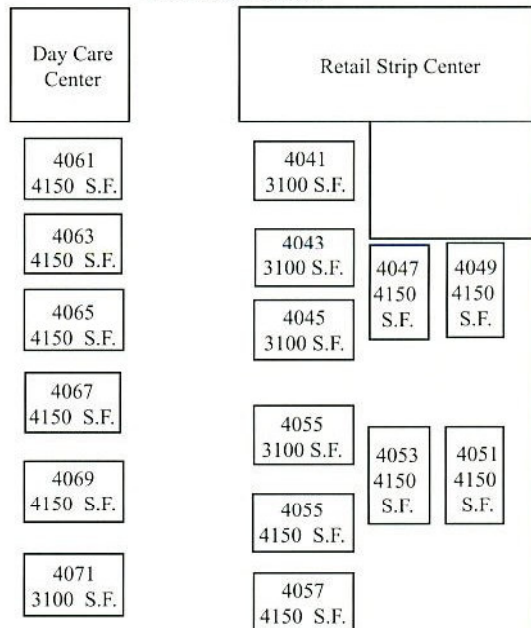 Day Care
Center
Retail Strip Center
4061
4150 S.F.
4063
4150 S.F.
4065
4150 S.F.
4067
4150 S.F.
4069
4150 S.F.
4071
3100 S.F.
4041
3100 S.F.
4043
3100 S.F.
4045
3100 S.F.
4055
3100 S.F.
4055
4150 S.F.
4057
4150 S.F.
4047
4150
S.F.
4049
4150
S.F.
4053
4150
S.F.
4051
4150
S.F.